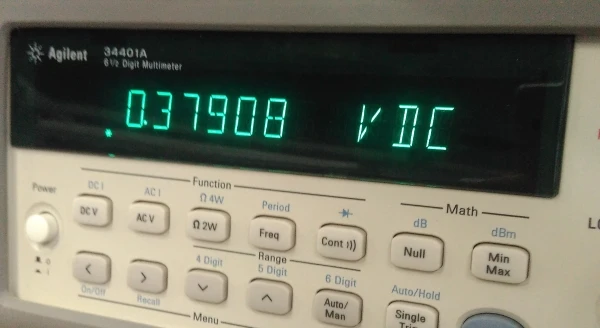 Agilent 34401A
6½ Digit Multimeter
0.37908 V DC
Function
Math
Power
DC I AC I Ω 4W Period dB dBm
DC V AC V Ω 2W Freq Cont Null Min Max
Range
4 Digit 5 Digit 6 Digit Auto/Hold
< > Auto/Man Single
On/Off Recall
Menu